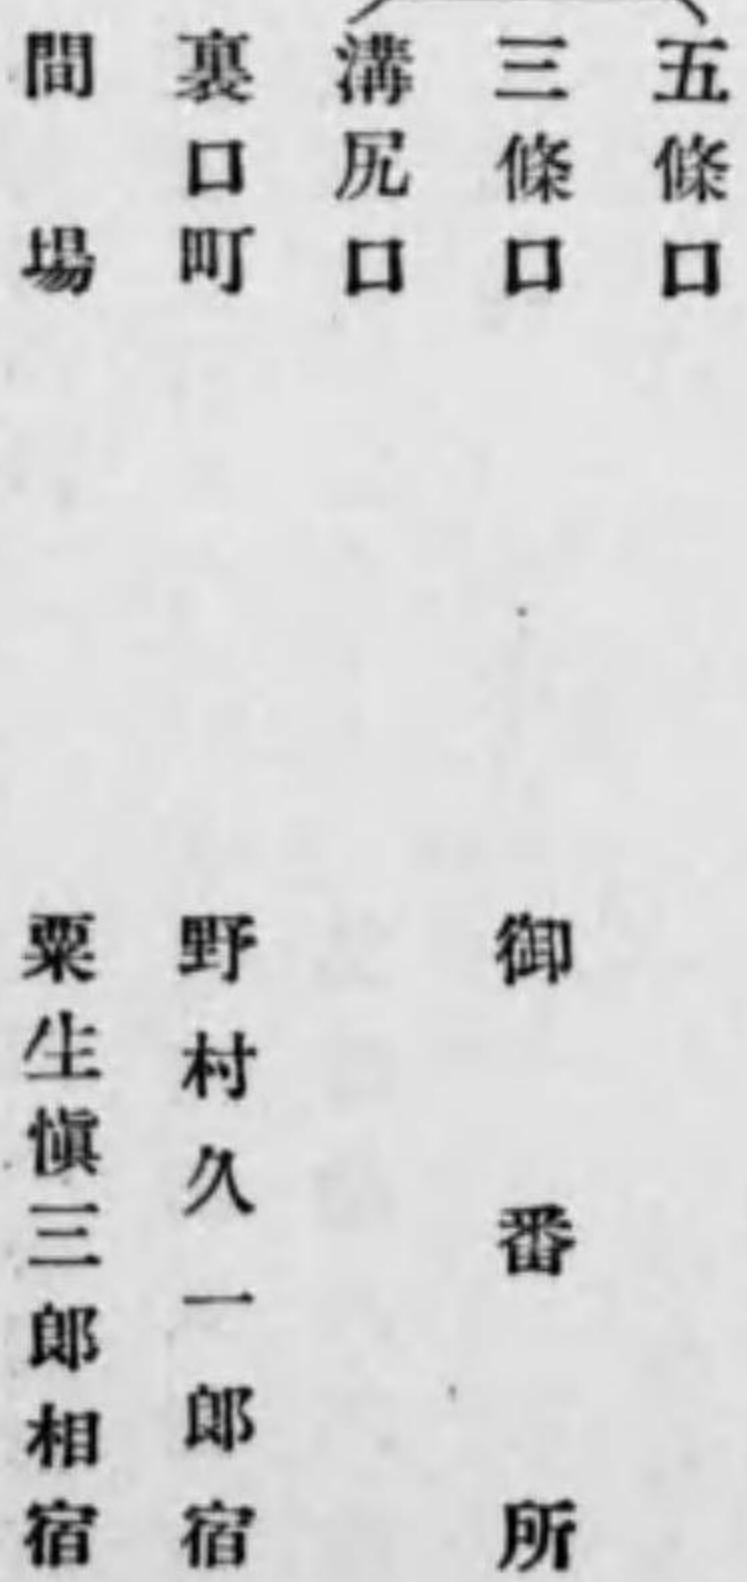 五條口
三條口　御番所
溝尻口
裏口町　野村久一郎宿
間場　粟生愼三郎相宿